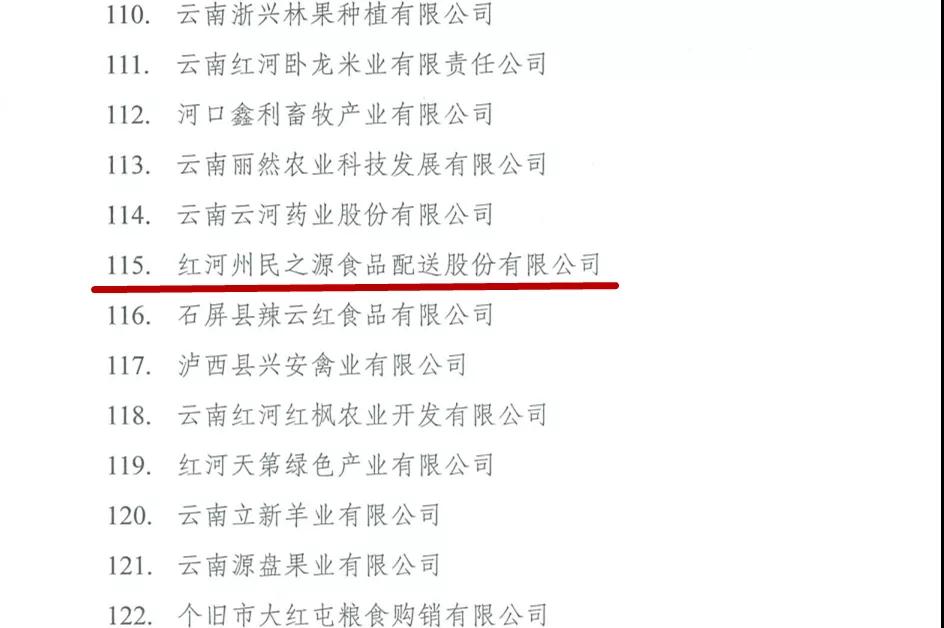 110. 云南浙兴林果种植有限公司
111. 云南红河卧龙米业有限责任公司
112. 河口鑫利畜牧产业有限公司
113. 云南丽然农业科技发展有限公司
114. 云南云河药业股份有限公司
115. 红河州民之源食品配送股份有限公司
116. 石屏县辣云红食品有限公司
117. 泸西县兴安禽业有限公司
118. 云南红河红枫农业开发有限公司
119. 红河天第绿色产业有限公司
120. 云南立新羊业有限公司
121. 云南源盘果业有限公司
122. 个旧市大红屯粮食购销有限公司